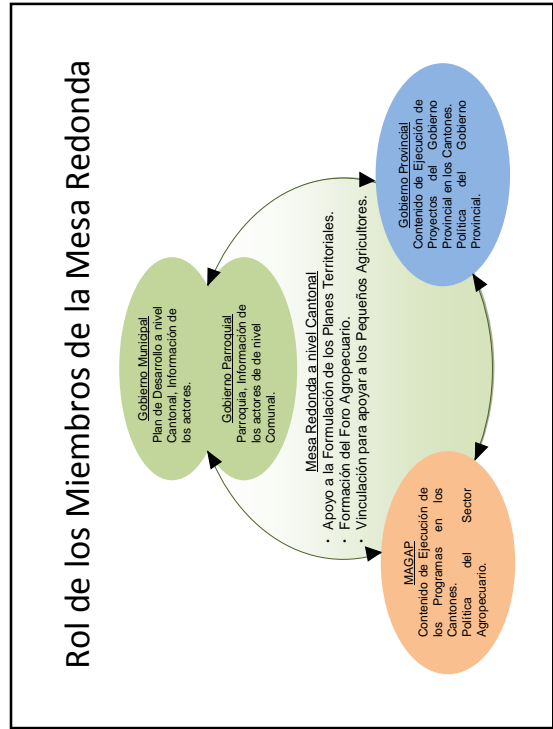 Rol de los Miembros de la Mesa Redonda
Gobierno Municipal
Plan de Desarrollo a nivel
Cantonal, Información de
los actores.
Gobierno Parroquial
Parroquia, Información de
los actores de de nivel
Comunal.
Mesa Redonda a nivel Cantonal
· Apoyo a la Formulación de los Planes Territoriales.
· Formación del Foro Agropecuario.
· Vinculación para apoyar a los Pequeños Agricultores.
MAGAP
Contenido de Ejecución de
los Programas en los
Cantones.
Política del Sector
Agropecuario.
Gobierno Provincial
Contenido de Ejecución de
Proyectos del Gobierno
Provincial en los Cantones.
Política del Gobierno
Provincial.